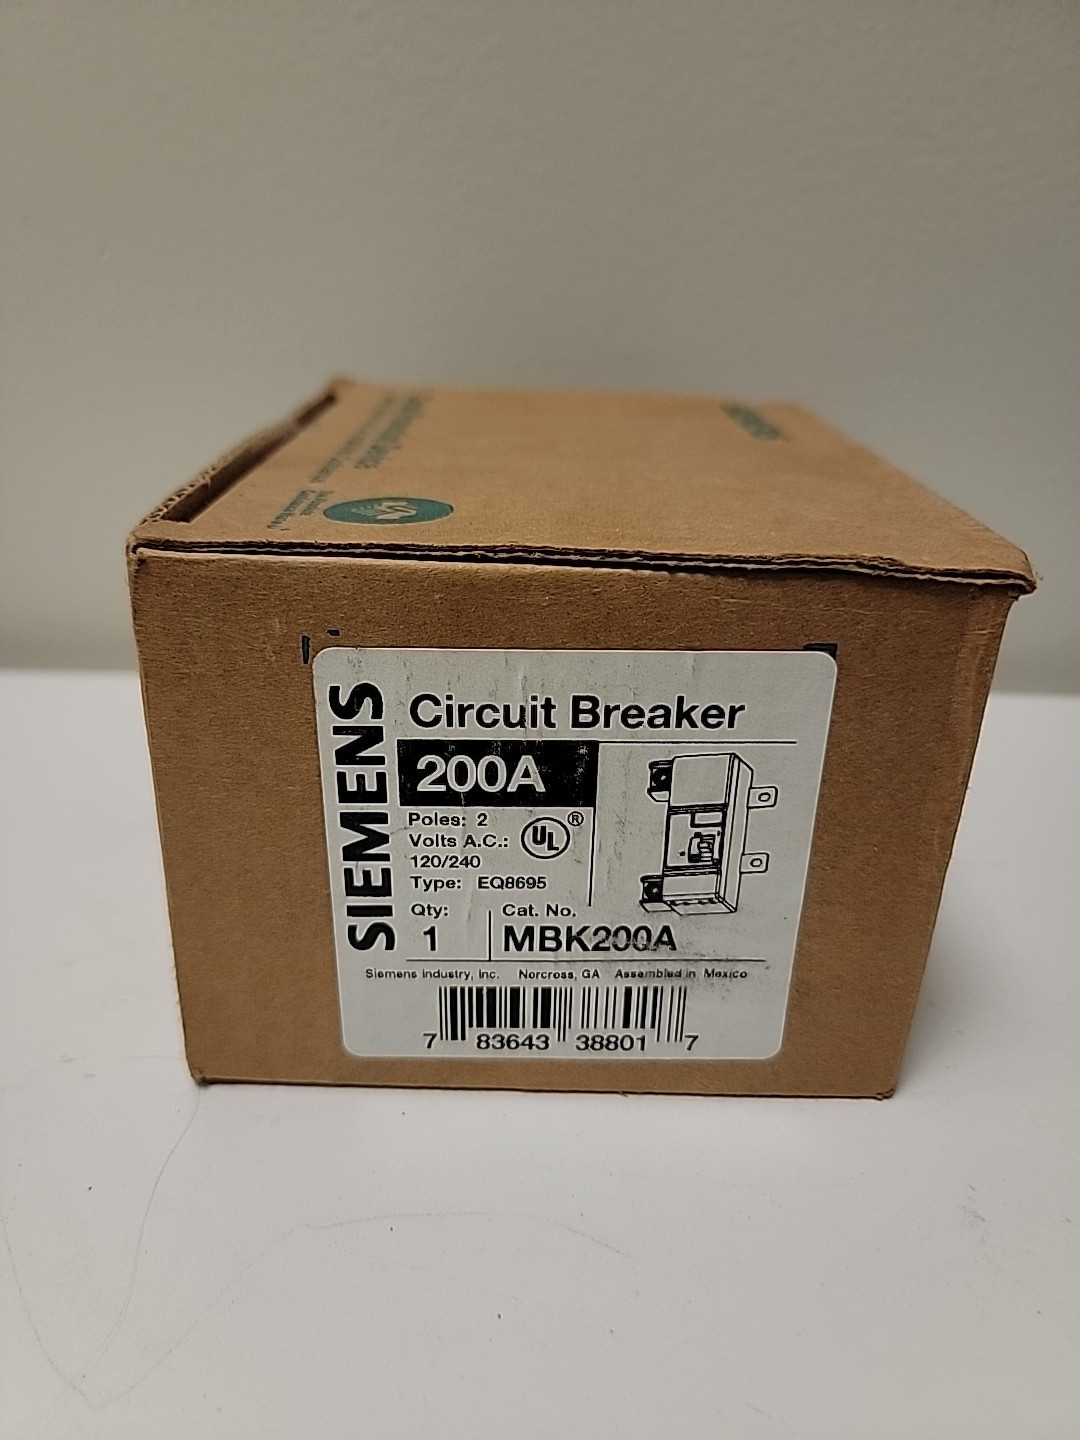 SIEMENS
Circuit Breaker
200A
Poles: 2
Volts A.C.:
120/240
Type: EQ8695
UL ®
Qty: Cat. No.
1 MBK200A
Siemens Industry, Inc. Norcross, GA Assembled in Mexico
7 83643 38801 7